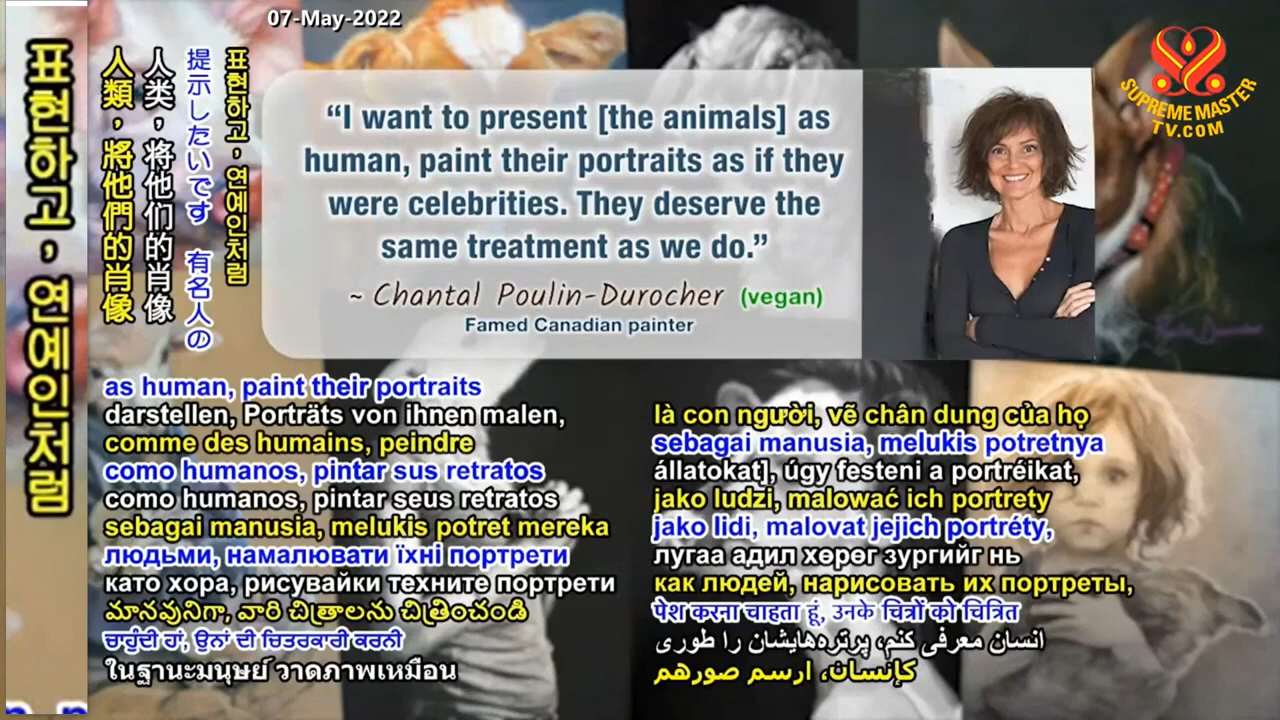 07-May-2022
SUPREME MASTER
TV.COM
표현하고, 연예인처럼
人類，將他們的肖像
人类，将他们的肖像
提示したいです 有名人の
표현하고, 연예인처럼
“I want to present [the animals] as
human, paint their portraits as if they
were celebrities. They deserve the
same treatment as we do.”
~ Chantal Poulin-Durocher (vegan)
Famed Canadian painter
as human, paint their portraits
darstellen, Porträts von ihnen malen,
comme des humains, peindre
como humanos, pintar sus retratos
como humanos, pintar seus retratos
sebagai manusia, melukis potret mereka
людьми, намалювати їхні портрети
като хора, рисувайки техните портрети
మానవునిగా, వారి చిత్రాలను చిత్రించండి
ਚਾਹੁੰਦੀ ਹਾਂ, ਉਨਾਂ ਦੀ ਚਿਤਰਕਾਰੀ ਕਰਨੀ
ในฐานะมนุษย์ วาดภาพเหมือน
là con người, vẽ chân dung của họ
sebagai manusia, melukis potretnya
állatokat], úgy festeni a portréikat,
jako ludzi, malować ich portrety
jako lidi, malovat jejich portréty,
лугаа адил хөрөг зургийг нь
как людей, нарисовать их портреты,
पेश करना चाहता हूं, उनके चित्रों को चित्रित
انسان معرفی کنم، پرتره‌هایشان را طوری
كإنسان، ارسم صورهم